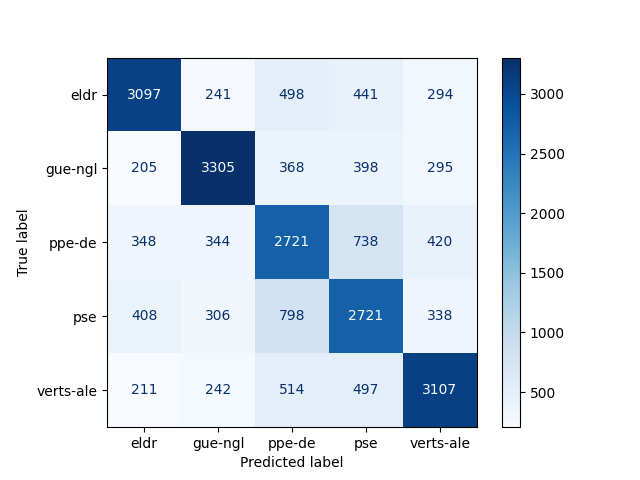 eldr 3097 241 498 441 294
gue-ngl 205 3305 368 398 295
ppe-de 348 344 2721 738 420
pse 408 306 798 2721 338
verts-ale 211 242 514 497 3107
eldr gue-ngl ppe-de pse verts-ale
Predicted label
True label
3000
2500
2000
1500
1000
500